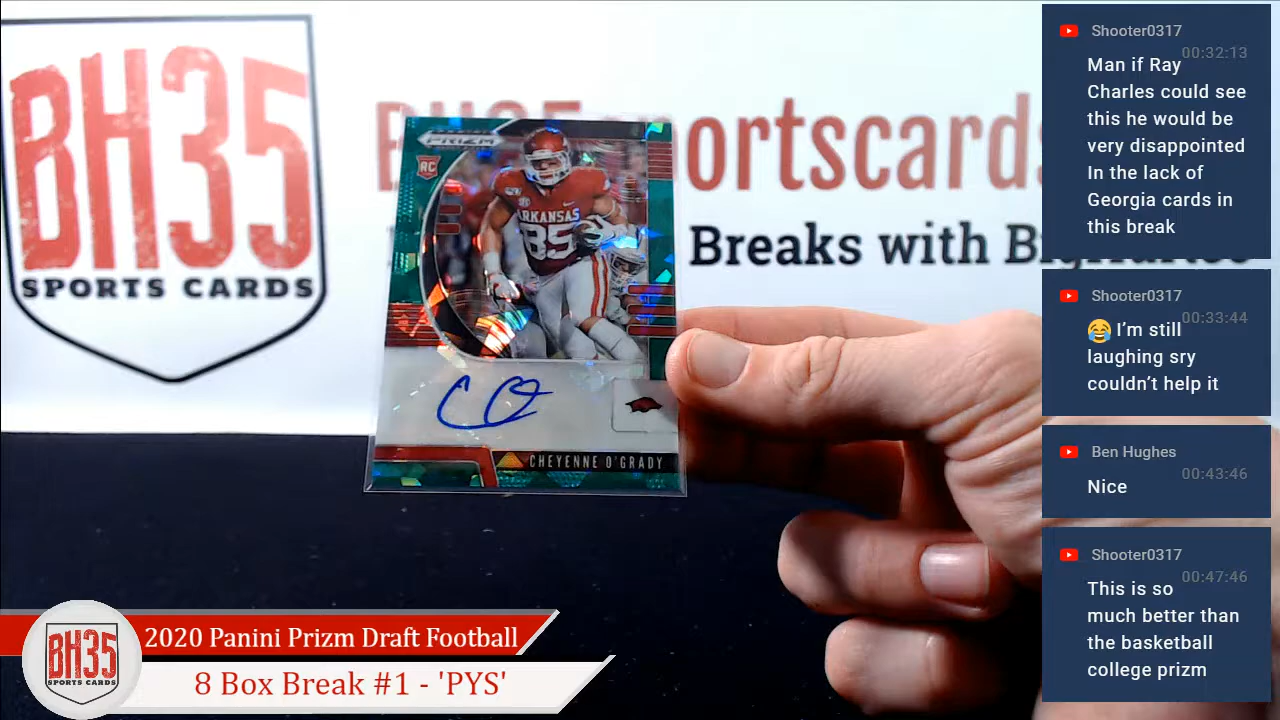 BH35
SPORTS CARDS
sportscards
Breaks with
PRIZM
RC
ARKANSAS
85
CHEYENNE O'GRADY
BH35
SPORTS CARDS
2020 Panini Prizm Draft Football
8 Box Break #1 - 'PYS'
Shooter0317
00:32:13
Man if Ray
Charles could see
this he would be
very disappointed
In the lack of
Georgia cards in
this break
Shooter0317
00:33:44
😂 I’m still
laughing sry
couldn’t help it
Ben Hughes
00:43:46
Nice
Shooter0317
00:47:46
This is so
much better than
the basketball
college prizm